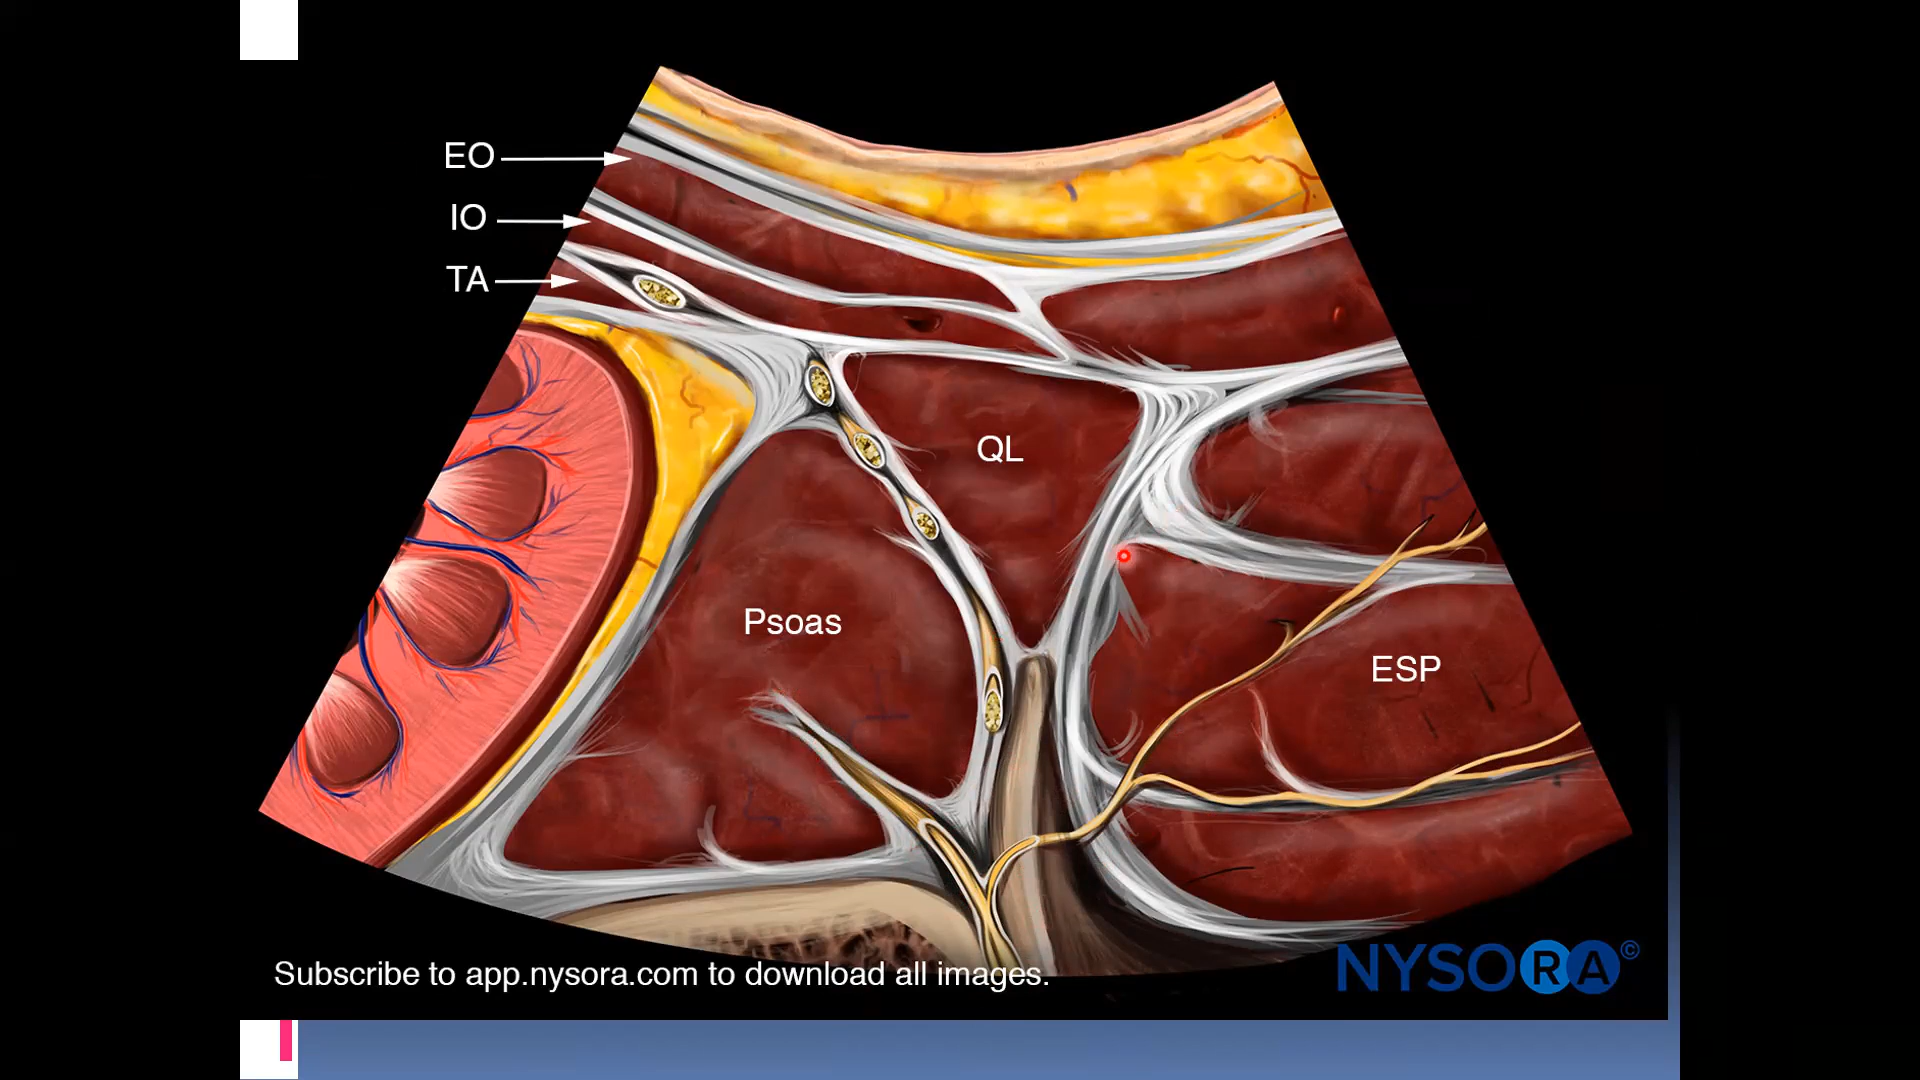 EO
IO
TA
QL
Psoas
ESP
Subscribe to app.nysora.com to download all images.
NYSORA©